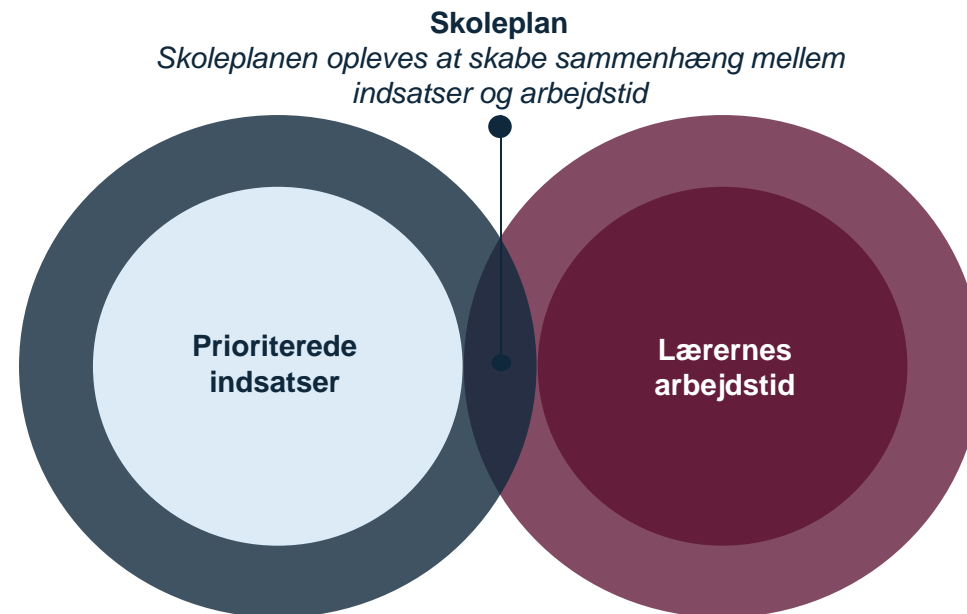 Skoleplan
Skoleplanen opleves at skabe sammenhæng mellem
indsatser og arbejdstid
Prioriterede
indsatser
Lærernes
arbejdstid